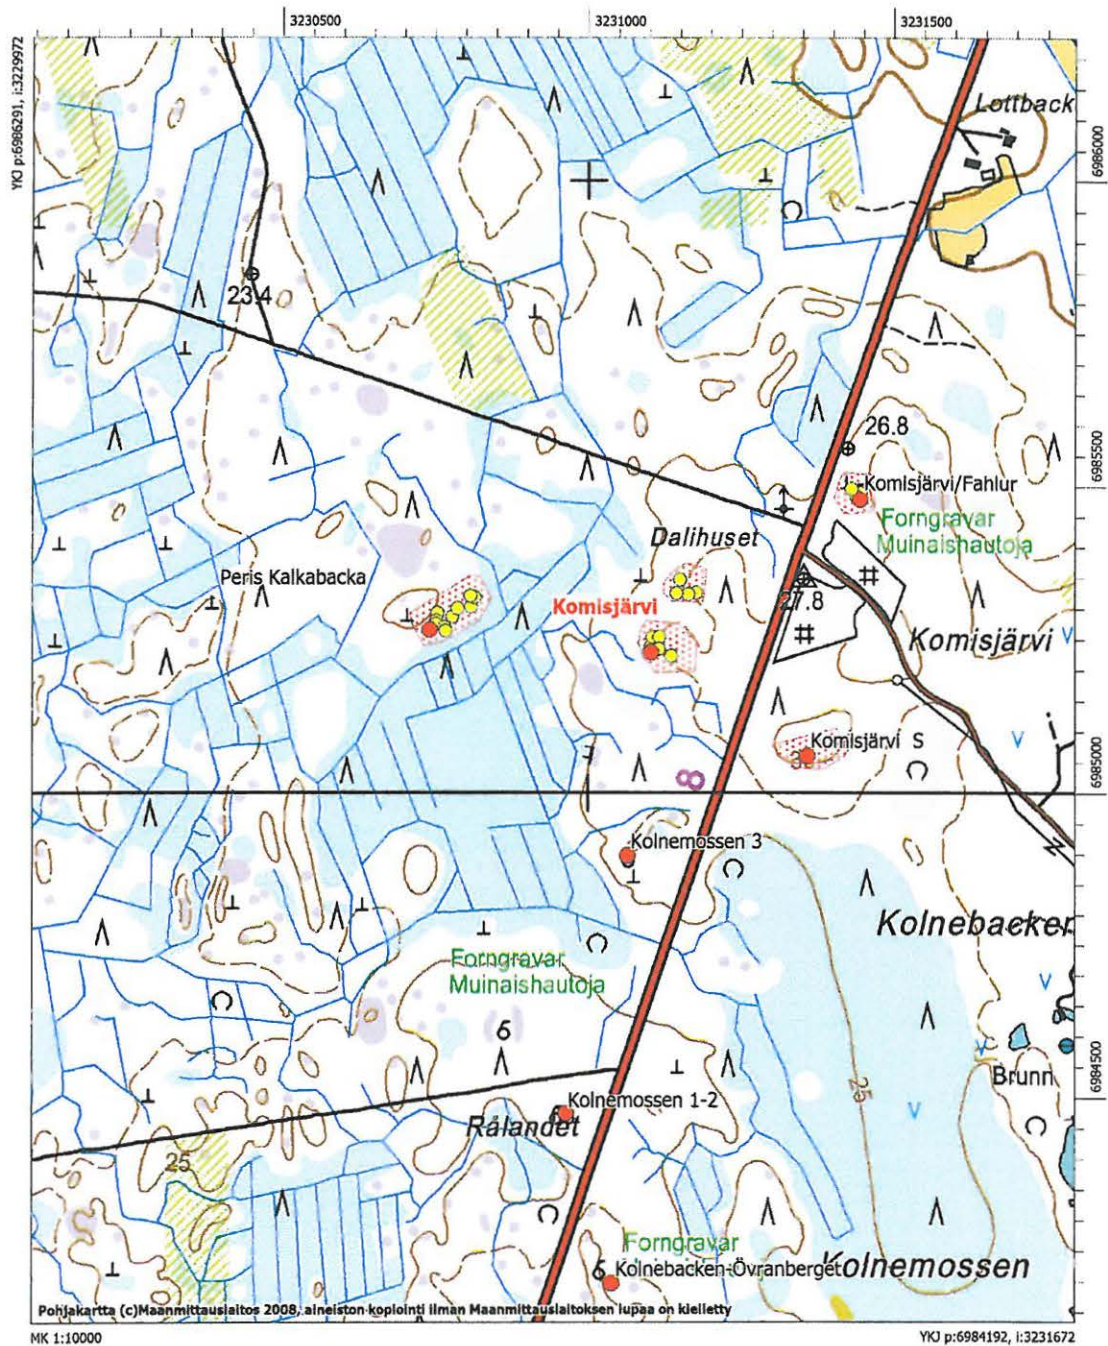 3230500
3231000
3231500
YKJ p:6986291, i:3229972
Lottback
6986000
23.4
26.8
6985500
Komisjärvi/Fahlur
Forngravar
Muinaishautoja
Dalihuset
Peris Kalkabacka
Komisjärvi
27.8
Komisjärvi
Komisjärvi S
6985000
Kolnemossen 3
Kolnebacken
Forngravar
Muinaishautoja
6
25
Brunn
6984500
Kolnemossen 1-2
Rålandet
25
Forngravar
6
Kolnebacken-Övranberget
Kolnemossen
Pohjakartta (c)Maanmittauslaitos 2008, aineiston kopiointi ilman Maanmittauslaitoksen lupaa on kielletty
MK 1:10000
YKJ p:6984192, i:3231672